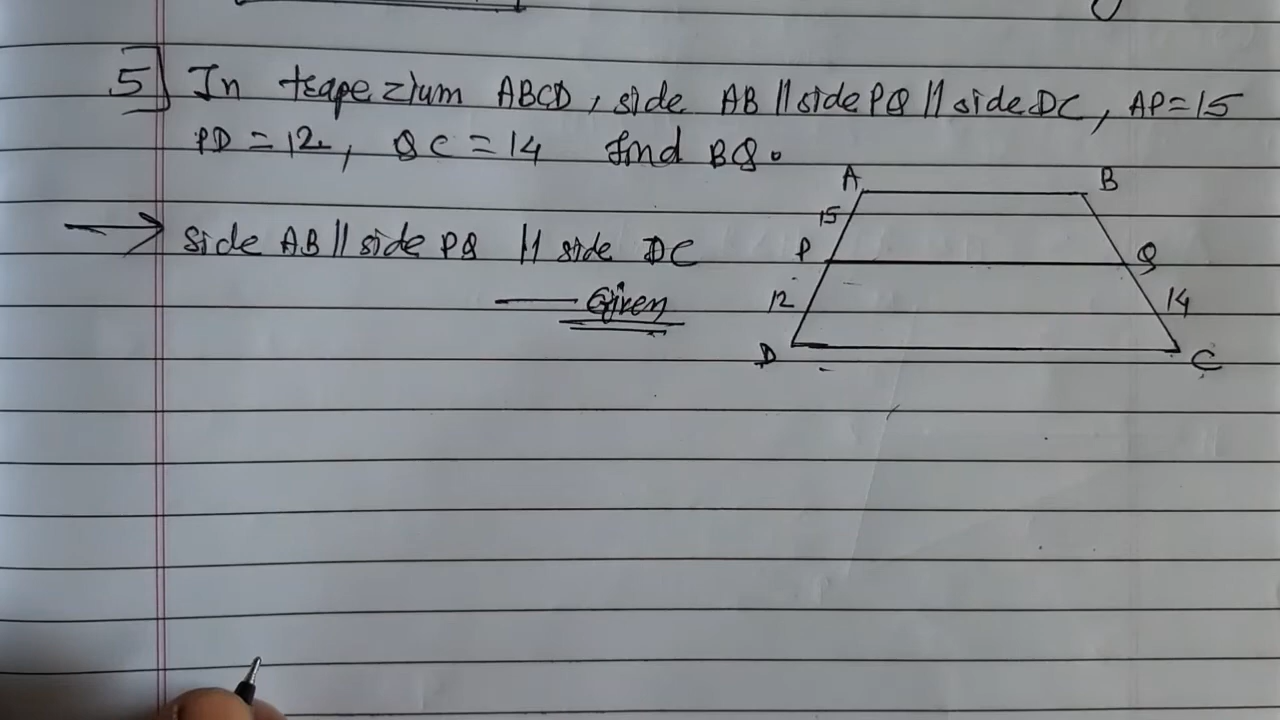 5] In trapezium ABCD, side AB || side PQ || side DC, AP = 15
PD = 12, QC = 14 find BQ.
A B
→ side AB || side PQ || side DC
15
P Q
— Given
12 14
D C